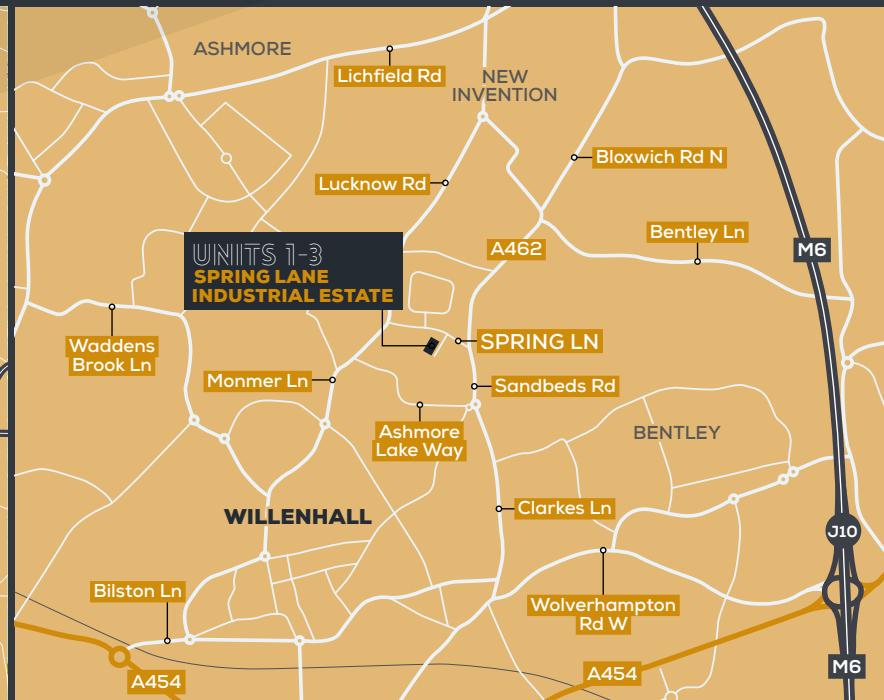 ASHMORE
Lichfield Rd
NEW
INVENTION
Bloxwich Rd N
Lucknow Rd
Bentley Ln
A462
M6
UNITS 1-3
SPRING LANE
INDUSTRIAL ESTATE
SPRING LN
Waddens
Brook Ln
Monmer Ln
Sandbeds Rd
Ashmore
Lake Way
BENTLEY
WILLENHALL
Clarkes Ln
J10
Bilston Ln
Wolverhampton
Rd W
A454
A454
M6